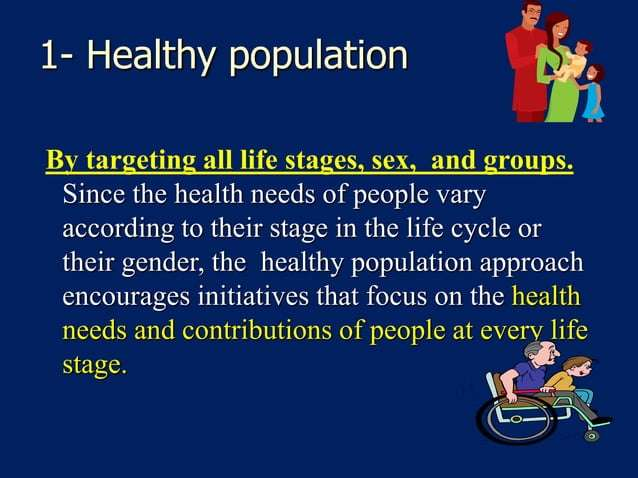 1- Healthy population
By targeting all life stages, sex, and groups.
Since the health needs of people vary
according to their stage in the life cycle or
their gender, the healthy population approach
encourages initiatives that focus on the health
needs and contributions of people at every life
stage.